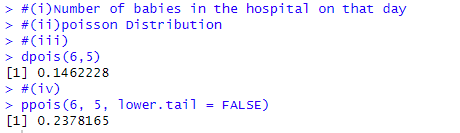 > #(i)Number of babies in the hospital on that day
> #(ii)poisson Distribution
> #(iii)
> dpois(6,5)
[1] 0.1462228
> #(iv)
> ppois(6, 5, lower.tail = FALSE)
[1] 0.2378165